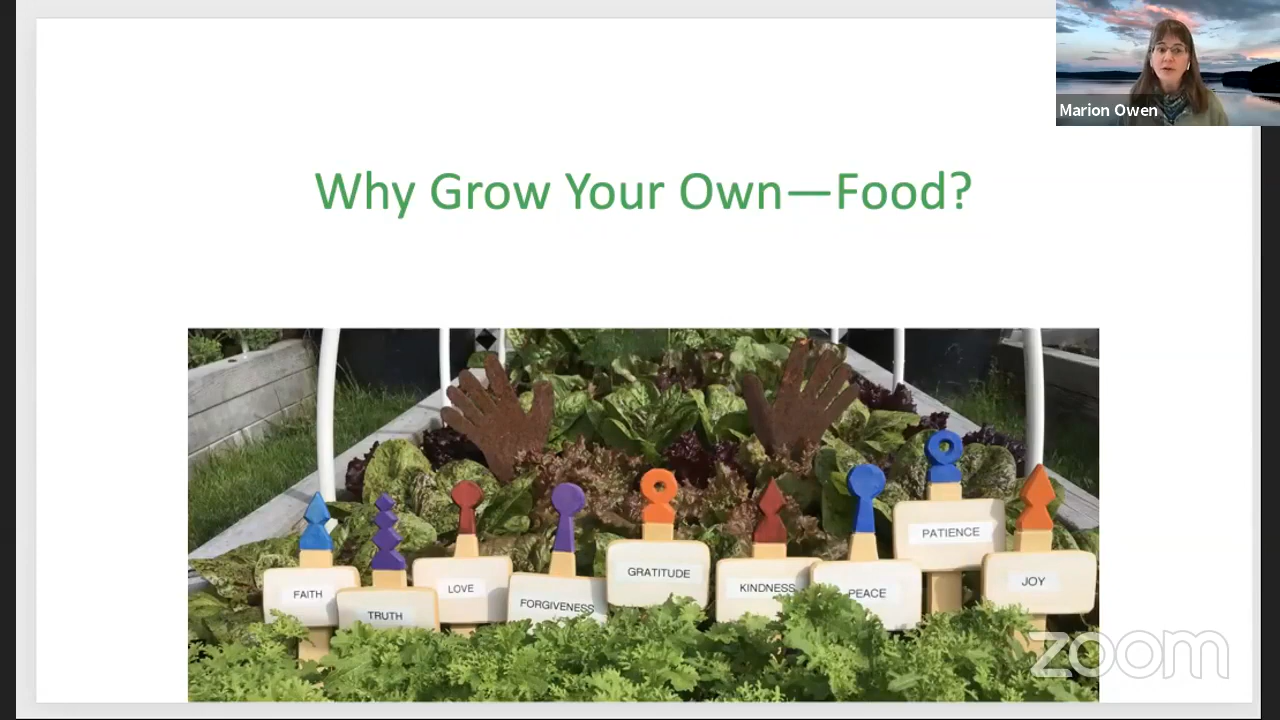 Marion Owen
Why Grow Your Own—Food?
FAITH
TRUTH
LOVE
FORGIVENESS
GRATITUDE
KINDNESS
PEACE
PATIENCE
JOY
zoom